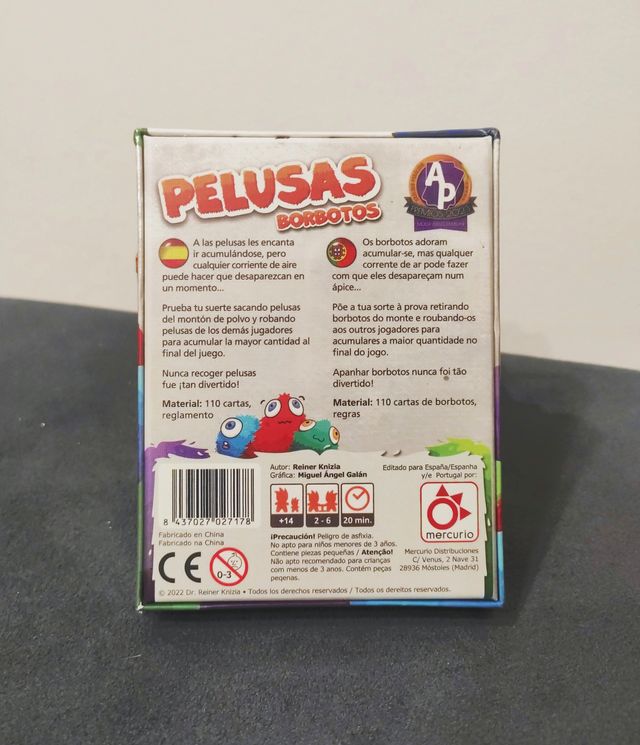 PELUSAS
BORBOTOS
AP
PREMIOS 2022
A las pelusas les encanta
ir acumulándose, pero
cualquier corriente de aire
puede hacer que desaparezcan en
un momento...
Prueba tu suerte sacando pelusas
del montón de polvo y robando
pelusas de los demás jugadores
para acumular la mayor cantidad al
final del juego.
Nunca recoger pelusas
fue ¡tan divertido!
Material: 110 cartas,
reglamento
Os borbotos adoram
acumular-se, mas qualquer
corrente de ar pode fazer
com que eles desapareçam num
ápice...
Põe a tua sorte à prova retirando
borbotos do monte e roubando-os
aos outros jogadores para
acumulares a maior quantidade no
final do jogo.
Apanhar borbotos nunca foi tão
divertido!
Material: 110 cartas de borbotos,
regras
8 437027 027178
Fabricado en China
Fabricado na China
CE
0-3
Autor: Reiner Knizia
Gráfica: Miguel Ángel Galán
+14
2 - 6
20 min.
¡Precaución! Peligro de asfixia.
No apto para niños menores de 3 años.
Contiene piezas pequeñas / Atenção!
Não apto recomendado para crianças
com menos de 3 anos. Contém peças
peqenas.
Editado para España/Espanha
y/e Portugal por:
mercurio
Mercurio Distribuciones
C/ Venus, 2 Nave 31
28936 Móstoles (Madrid)
© 2022 Dr. Reiner Knizia • Todos los derechos reservados / Todos os dereitos reservados.